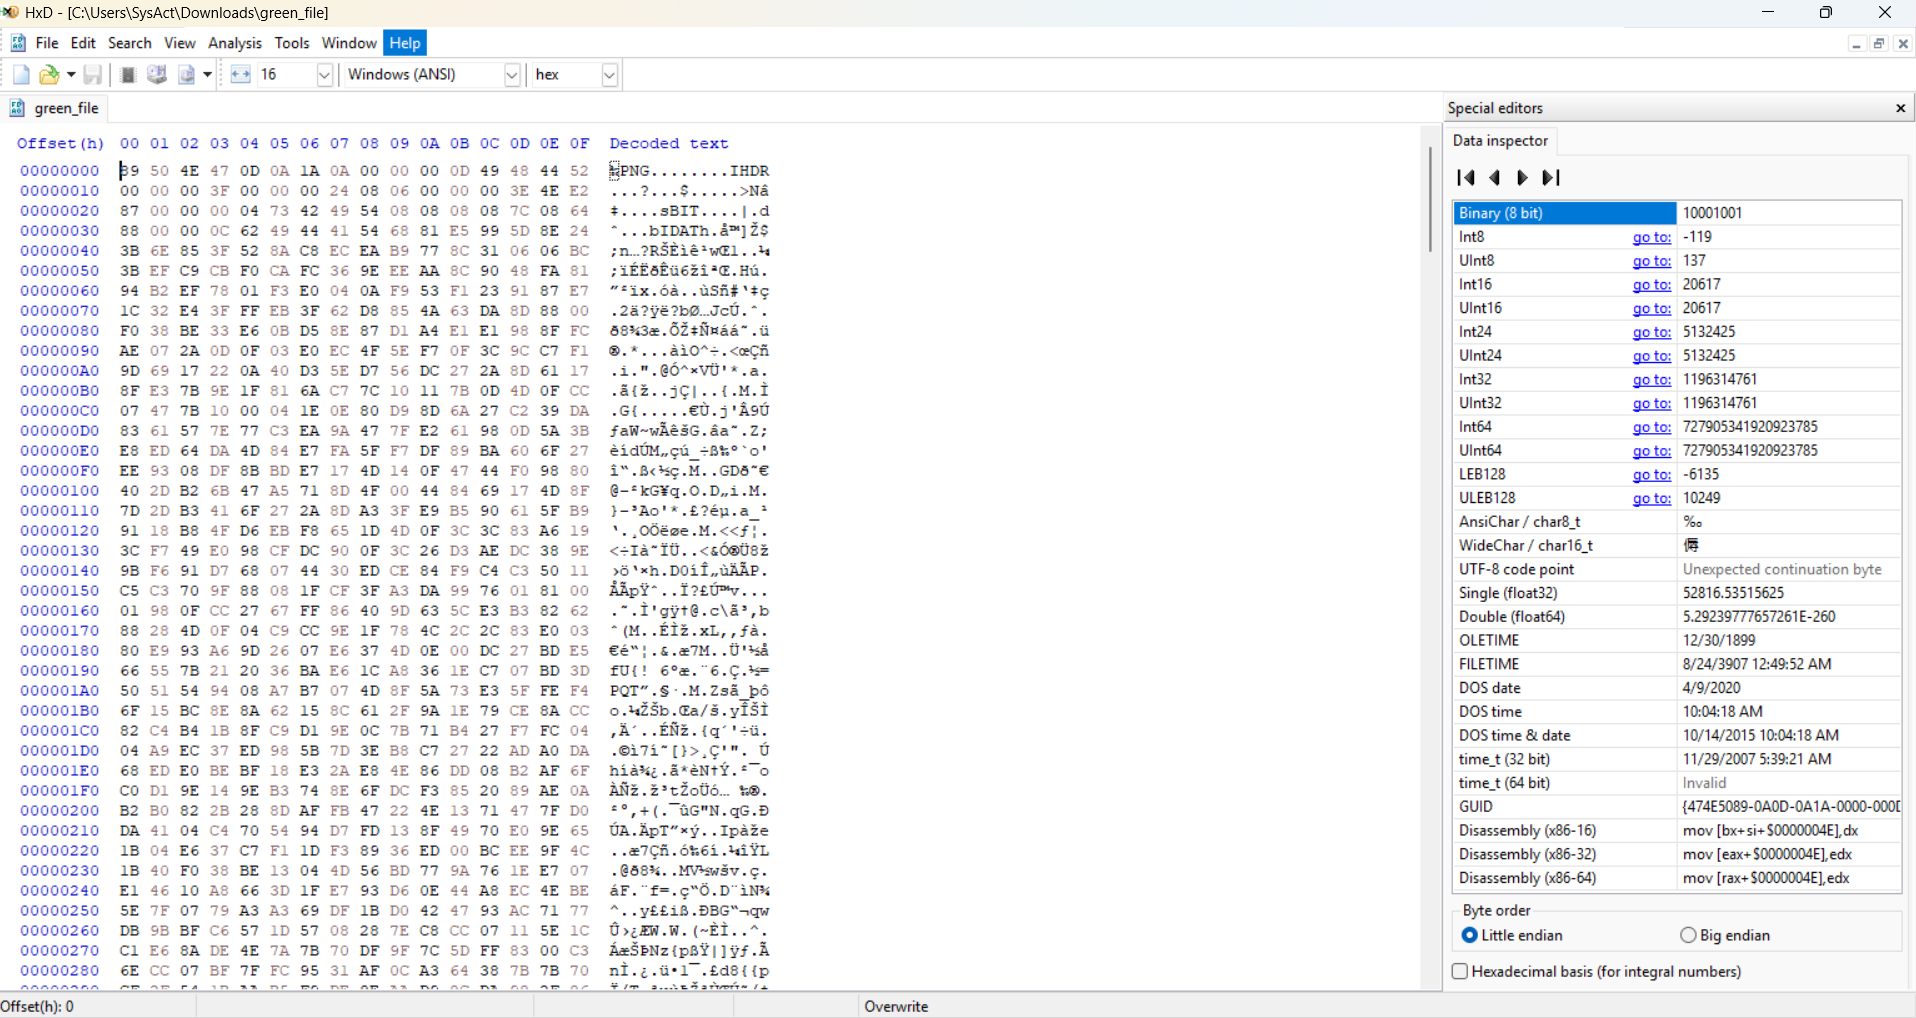 HxD - [C:\Users\SysAct\Downloads\green_file]
File Edit Search View Analysis Tools Window Help
16 Windows (ANSI) hex
green_file
Offset(h) 00 01 02 03 04 05 06 07 08 09 0A 0B 0C 0D 0E 0F Decoded text
00000000 89 50 4E 47 0D 0A 1A 0A 00 00 00 0D 49 48 44 52 ‰PNG........IHDR
00000010 00 00 00 3F 00 00 00 24 08 06 00 00 00 3E 4E E2 ...?...$.....>Nâ
00000020 87 00 00 00 04 73 42 49 54 08 08 08 08 7C 08 64 ‡....sBIT....|.d
00000030 88 00 00 0C 62 49 44 41 54 68 81 E5 99 5D 8E 24 ˆ...bIDATh.å™]Ž$
00000040 3B 6E 85 3F 52 8A C8 EC EA B9 77 8C 31 06 06 BC ;n…?RŠÈìê¹wŒ1..¼
00000050 3B EF C9 CB F0 CA FC 36 9E EE AA 8C 90 48 FA 81 ;ïÉËðÊü6žîªŒ.Hú.
00000060 94 B2 EF 78 01 F3 E0 04 0A F9 53 F1 23 91 87 E7 ”²ïx.óà..ùSñ#‘‡ç
00000070 1C 32 E4 3F FF EB 3F 62 D8 85 4A 63 DA 8D 88 00 .2ä?ÿë?bØ…JcÚ.ˆ.
00000080 F0 38 BE 33 E6 0B D5 8E 87 D1 A4 E1 E1 98 8F FC ð8¾3æ.ÕŽ‡Ñ¤áá˜.ü
00000090 AE 07 2A 0D 0F 03 E0 EC 4F 5E F7 0F 3C 9C C7 F1 ®.*...àìO^÷.<œÇñ
000000A0 9D 69 17 22 0A 40 D3 5E D7 56 DC 27 2A 8D 61 17 .i.".@Ó^×VÜ'*.a.
000000B0 8F E3 7B 9E 1F 81 6A C7 7C 10 11 7B 0D 4D 0F CC .ã{ž..jÇ|..{.M.Ì
000000C0 07 47 7B 10 00 04 1E 0E 80 D9 8D 6A 27 C2 39 DA .G{.....€Ù.j'Â9Ú
000000D0 83 61 57 7E 77 C3 EA 9A 47 7F E2 61 98 0D 5A 3B ƒaW~wÃêšG.âa˜.Z;
000000E0 E8 ED 64 DA 4D 84 E7 FA 5F F7 DF 89 BA 60 6F 27 èídÚM„çú_÷ß‰º`o'
000000F0 EE 93 08 DF 8B BD E7 17 4D 14 0F 47 44 F0 98 80 î“.ß‹½ç.M..GDð˜€
00000100 40 2D B2 6B 47 A5 71 8D 4F 00 44 84 69 17 4D 8F @-²kG¥q.O.D„i.M.
00000110 7D 2D B3 41 6F 27 2A 8D A3 3F E9 B5 90 61 5F B9 }-³Ao'*.£?éµ.a_¹
00000120 91 18 B8 4F D6 EB F8 65 1D 4D 0F 3C 3C 83 A6 19 ‘.¸OÖëøe.M.<<ƒ¦.
00000130 3C F7 49 E0 98 CF DC 90 0F 3C 26 D3 AE DC 38 9E <÷Ià˜ÏÜ..<&Ó®Ü8ž
00000140 9B F6 91 D7 68 07 44 30 ED CE 84 F9 C4 C3 50 11 ›ö‘×h.D0íÎ„ùÄÃP.
00000150 C5 C3 70 9F 88 08 1F CF 3F A3 DA 99 76 01 81 00 ÅÃpŸˆ..Ï?£Ú™v...
00000160 01 98 0F CC 27 67 FF 86 40 9D 63 5C E3 B3 82 62 .˜.Ì'gÿ†@.c\ã³‚b
00000170 88 28 4D 0F 04 C9 CC 9E 1F 78 4C 2C 2C 83 E0 03 ˆ(M..ÉÌž.xL,,ƒà.
00000180 80 E9 93 A6 9D 26 07 E6 37 4D 0E 00 DC 27 BD E5 €é“¦.&.æ7M..Ü'½å
00000190 66 55 7B 21 20 36 BA E6 1C A8 36 1E C7 07 BD 3D fU{! 6ºæ.¨6.Ç.½=
000001A0 50 51 54 94 08 A7 B7 07 4D 8F 5A 73 E3 5F FE F4 PQT”.§·.M.Zsã_þô
000001B0 6F 15 BC 8E 8A 62 15 8C 61 2F 9A 1E 79 CE 8A CC o.¼ŽŠb.Œa/š.yÎŠÌ
000001C0 82 C4 B4 1B 8F C9 D1 9E 0C 7B 71 B4 27 F7 FC 04 ‚Ä´..ÉÑž.{q´'÷ü.
000001D0 04 A9 EC 37 ED 98 5B 7D 3E B8 C7 27 22 AD A0 DA .©ì7í˜[}>¸Ç'". Ú
000001E0 68 ED E0 BE BF 18 E3 2A E8 4E 86 DD 08 B2 AF 6F híà¾¿.ã*èN†Ý.²¯o
000001F0 C0 D1 9E 14 9E B3 74 8E 6F DC F3 85 20 89 AE 0A ÀÑž.ž³tŽoÜó… ‰®.
00000200 B2 B0 82 2B 28 8D AF FB 47 22 4E 13 71 47 7F D0 ²°‚+(.¯ûG"N.qG.Ð
00000210 DA 41 04 C4 70 54 94 D7 FD 13 8F 49 70 E0 9E 65 ÚA.ÄpT”×ý..Ipàže
00000220 1B 04 E6 37 C7 F1 1D F3 89 36 ED 00 BC EE 9F 4C ..æ7Çñ.ó‰6í.¼îŸL
00000230 1B 40 F0 38 BE 13 04 4D 56 BD 77 9A 76 1E E7 07 .@ð8¾..MV½wšv.ç.
00000240 E1 46 10 A8 66 3D 1F E7 93 D6 0E 44 A8 EC 4E BE áF.¨f=.ç“Ö.D¨ìN¾
00000250 5E 7F 07 79 A3 A3 69 DF 1B D0 42 47 93 AC 71 77 ^..y££iß.ÐBG“¬qw
00000260 DB 9B BF C6 57 1D 57 08 28 7E C8 CC 07 11 5E 1C Û›¿ÆW.W.(~ÈÌ..^.
00000270 C1 E6 8A DE 4E 7A 7B 70 DF 9F 7C 5D FF 83 00 C3 ÁæŠÞNz{pßŸ|]ÿƒ.Ã
00000280 6E CC 07 BF 7F FC 95 31 AF 0C A3 64 38 7B 7B 70 nÌ.¿.ü•1¯.£d8{{p
Special editors
Data inspector
Binary (8 bit) 10001001
Int8 go to: -119
UInt8 go to: 137
Int16 go to: 20617
UInt16 go to: 20617
Int24 go to: 5132425
UInt24 go to: 5132425
Int32 go to: 1196314761
UInt32 go to: 1196314761
Int64 go to: 727905341920923785
UInt64 go to: 727905341920923785
LEB128 go to: -6135
ULEB128 go to: 10249
AnsiChar / char8_t ‰
WideChar / char16_t 傉
UTF-8 code point Unexpected continuation byte
Single (float32) 52816.53515625
Double (float64) 5.29239777657261E-260
OLETIME 12/30/1899
FILETIME 8/24/3907 12:49:52 AM
DOS date 4/9/2020
DOS time 10:04:18 AM
DOS time & date 10/14/2015 10:04:18 AM
time_t (32 bit) 11/29/2007 5:39:21 AM
time_t (64 bit) Invalid
GUID {474E5089-0A0D-0A1A-0000-000D
Disassembly (x86-16) mov [bx+si+$0000004E],dx
Disassembly (x86-32) mov [eax+$0000004E],edx
Disassembly (x86-64) mov [rax+$0000004E],edx
Byte order
Little endian Big endian
Hexadecimal basis (for integral numbers)
Offset(h): 0 Overwrite